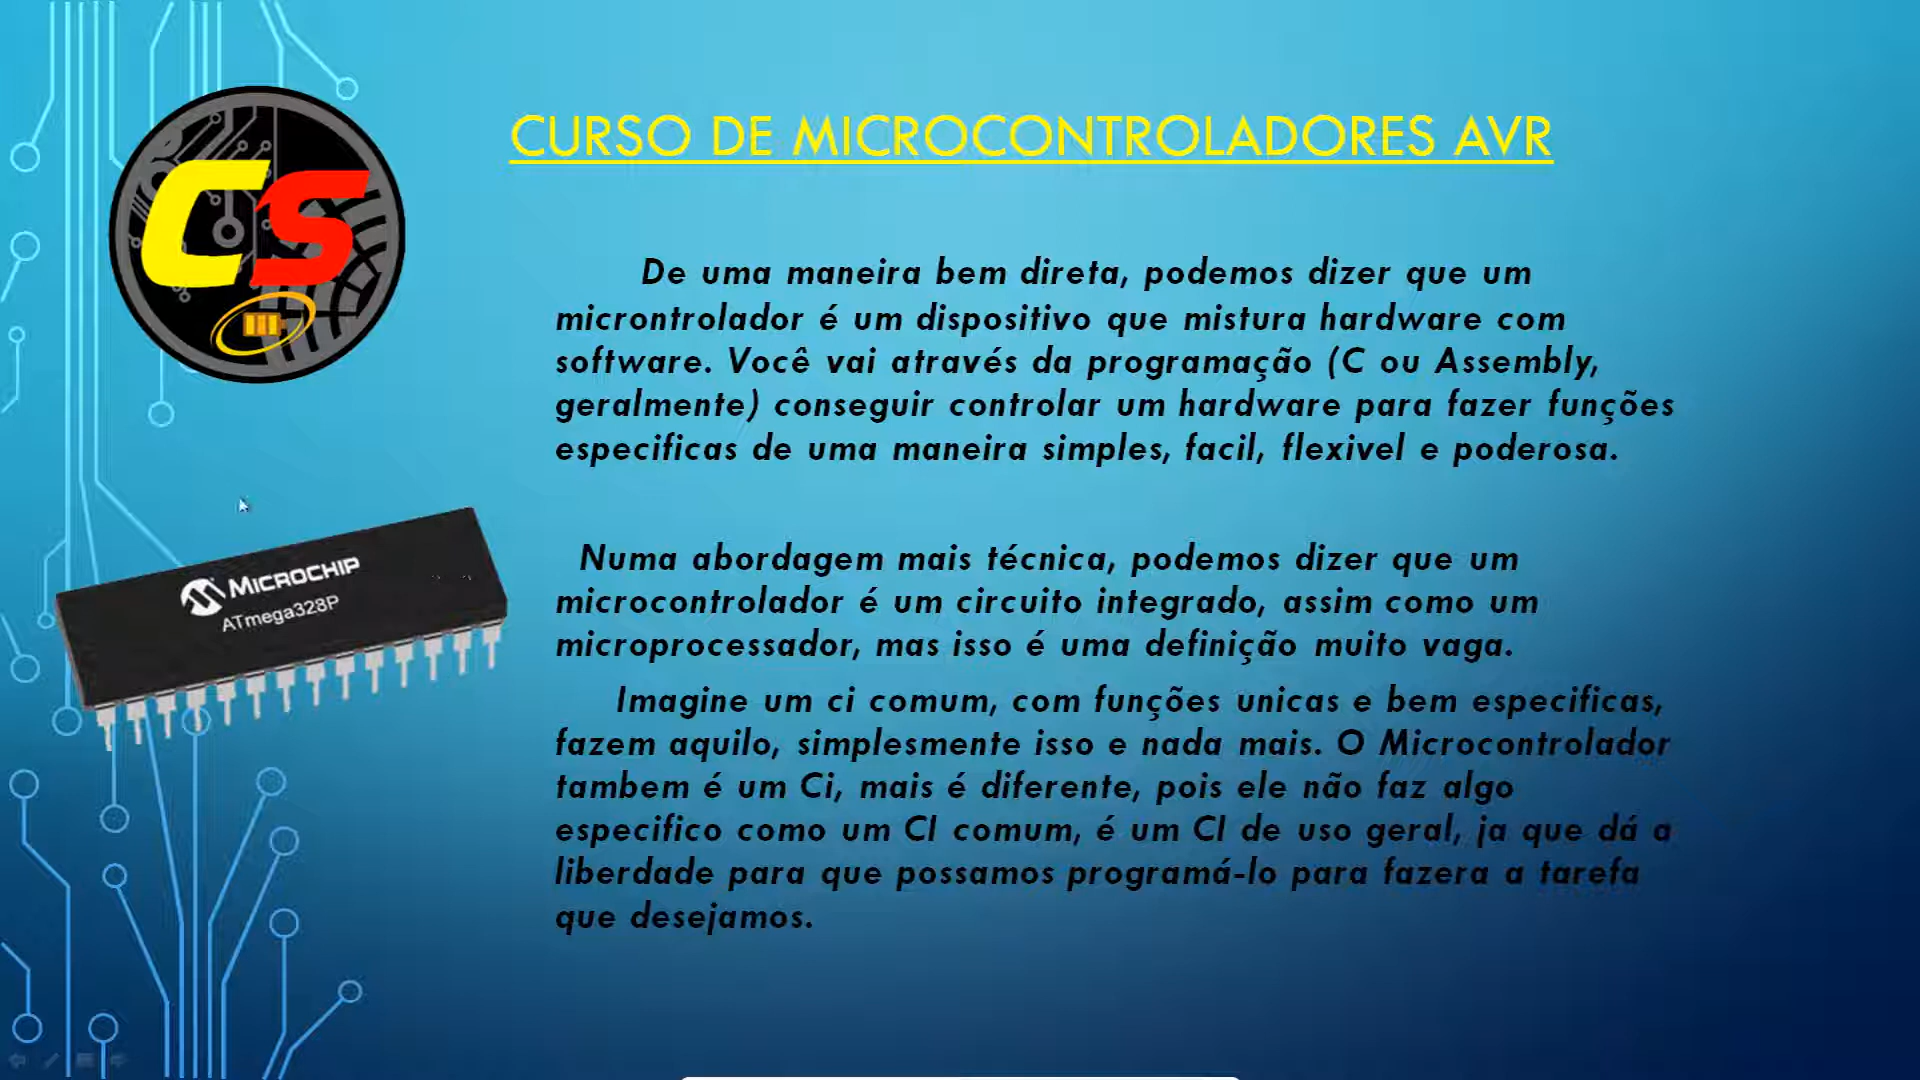 CURSO DE MICROCONTROLADORES AVR
CS
De uma maneira bem direta, podemos dizer que um
microntrolador é um dispositivo que mistura hardware com
software. Você vai através da programação (C ou Assembly,
geralmente) conseguir controlar um hardware para fazer funções
especificas de uma maneira simples, facil, flexivel e poderosa.
MICROCHIP
ATmega328P
Numa abordagem mais técnica, podemos dizer que um
microcontrolador é um circuito integrado, assim como um
microprocessador, mas isso é uma definição muito vaga.
Imagine um ci comum, com funções unicas e bem especificas,
fazem aquilo, simplesmente isso e nada mais. O Microcontrolador
tambem é um Ci, mais é diferente, pois ele não faz algo
especifico como um CI comum, é um CI de uso geral, ja que dá a
liberdade para que possamos programá-lo para fazera a tarefa
que desejamos.